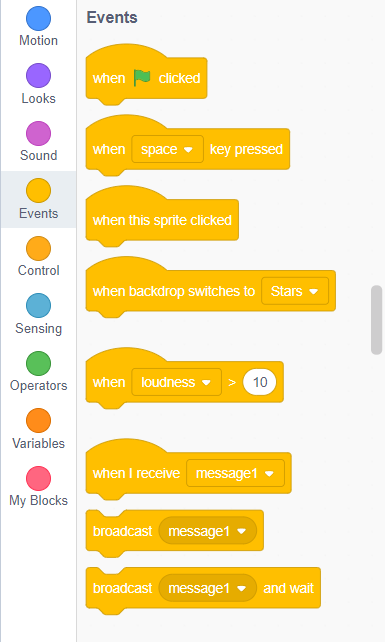 Motion
Looks
Sound
Events
Control
Sensing
Operators
Variables
My Blocks
Events
when clicked
when space key pressed
when this sprite clicked
when backdrop switches to Stars
when loudness > 10
when I receive message1
broadcast message1
broadcast message1 and wait